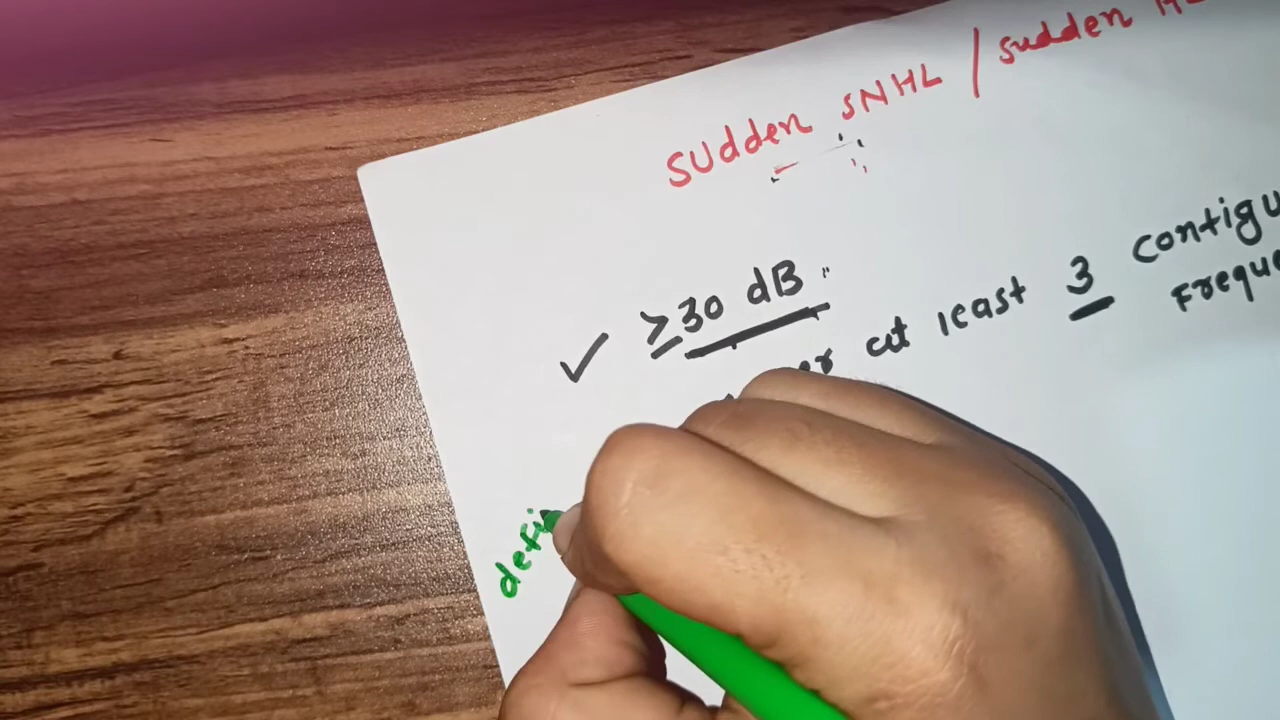 SUdden SNHL / sudden
✓ ≥30 dB
at least 3 contigu
Freque
defi